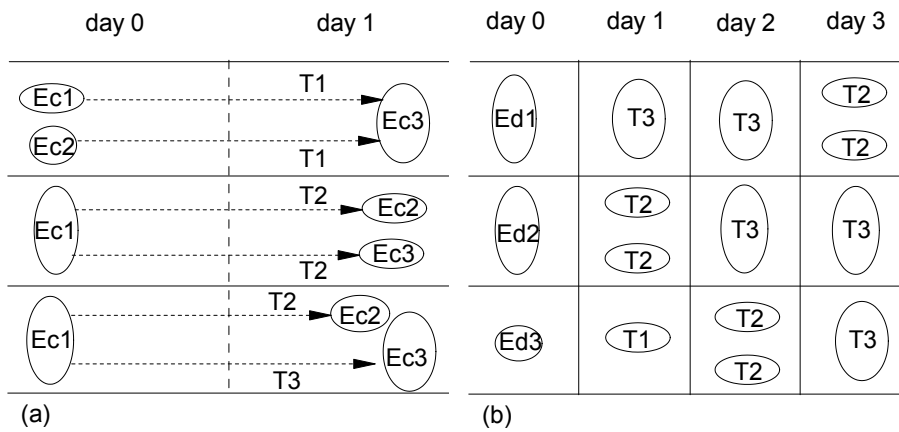 day 0 day 1
Ec1 T1 Ec3
Ec2 T1
Ec1 T2 Ec2
T2 Ec3
Ec1 T2 Ec2
T3 Ec3
(a)
day 0 day 1 day 2 day 3
Ed1 T3 T3 T2
T2
Ed2 T2 T3 T3
T2
Ed3 T1 T2 T3
T2
(b)